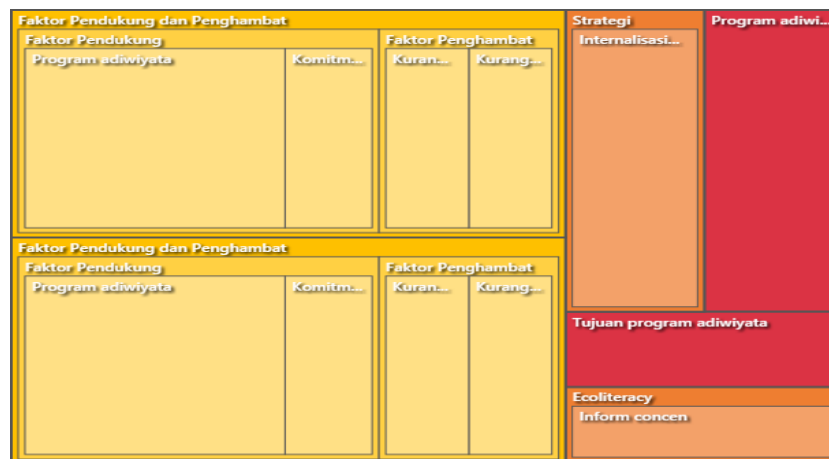 Faktor Pendukung dan Penghambat
Faktor Pendukung
Faktor Penghambat
Program adiwiyata
Komitm...
Kuran...
Kurang...
Faktor Pendukung dan Penghambat
Faktor Pendukung
Faktor Penghambat
Program adiwiyata
Komitm...
Kuran...
Kurang...
Strategi
Internalisasi...
Program adiwi...
Tujuan program adiwiyata
Ecoliteracy
Inform concen